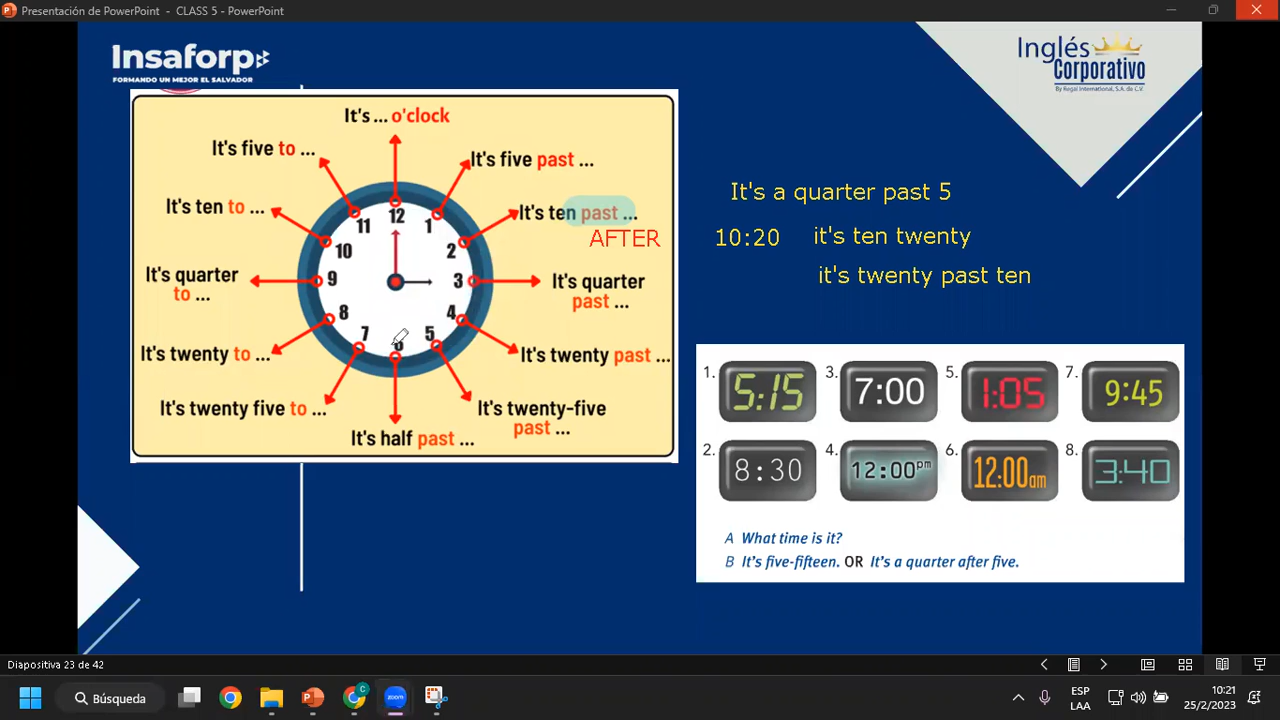 Presentación de PowerPoint - CLASS 5 - PowerPoint
Insaforp
FORMANDO UN MEJOR EL SALVADOR
Inglés
Corporativo
By Regal International, S.A. de C.V.
It's ... o'clock
It's five to ...
It's five past ...
It's ten to ...
It's ten past ...
AFTER
It's quarter
to ...
It's quarter
past ...
It's twenty to ...
It's twenty past ...
It's twenty five to ...
It's twenty-five
past ...
It's half past ...
12
11
1
10
2
9
3
8
4
7
5
6
It's a quarter past 5
10:20 it's ten twenty
it's twenty past ten
1. 5:15 3. 7:00 5. 1:05 7. 9:45
2. 8:30 4. 12:00 pm 6. 12:00 am 8. 3:40
A What time is it?
B It's five-fifteen. OR It's a quarter after five.
Diapositiva 23 de 42
Búsqueda
zoom
C
ESP
LAA
10:21
25/2/2023